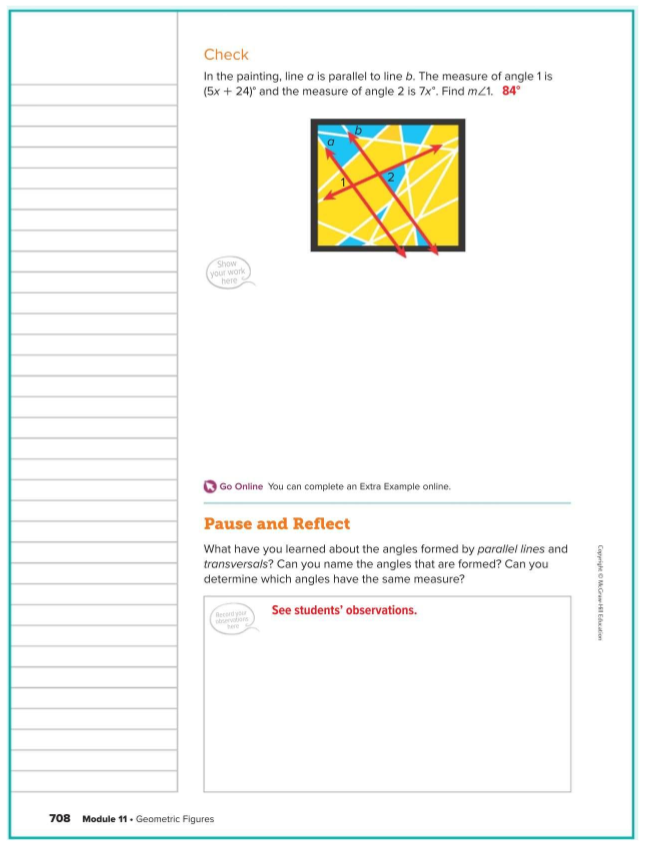 Check
In the painting, line a is parallel to line b. The measure of angle 1 is
(5x + 24)° and the measure of angle 2 is 7x°. Find m∠1. 84°
b
a
1
2
Show
your work
here
Go Online You can complete an Extra Example online.
Pause and Reflect
What have you learned about the angles formed by parallel lines and
transversals? Can you name the angles that are formed? Can you
determine which angles have the same measure?
Record your
observations
here
See students' observations.
Copyright © McGraw-Hill Education
708 Module 11 • Geometric Figures